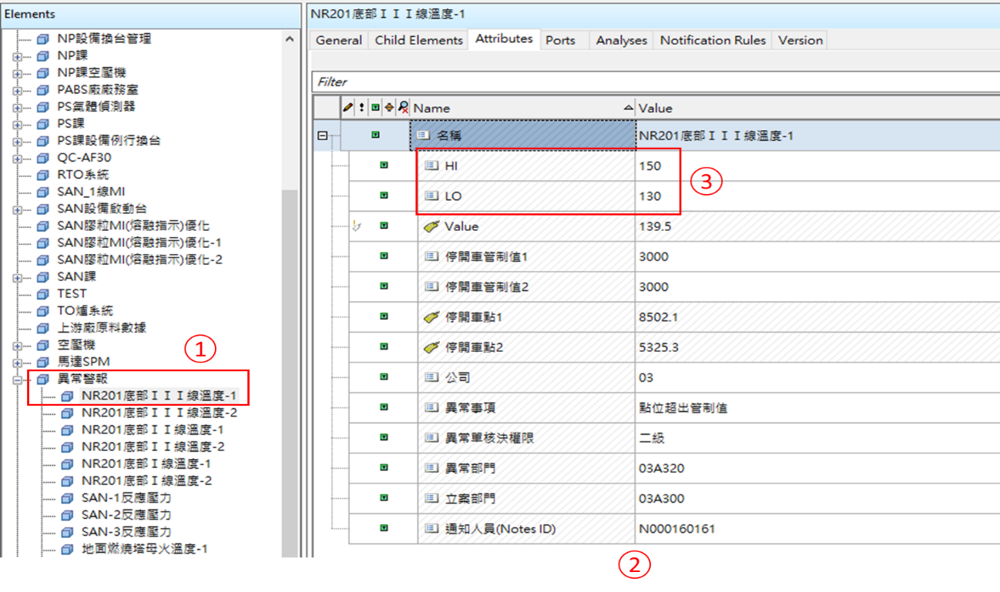 Elements
NP設備換台管理
NP課
NP課空壓機
PABS廠廠務室
PS氣體偵測器
PS課
PS課設備例行換台
QC-AF30
RTO系統
SAN_1線MI
SAN設備啟動台
SAN膠粒MI(熔融指示)優化
SAN膠粒MI(熔融指示)優化-1
SAN膠粒MI(熔融指示)優化-2
SAN課
TEST
TO爐系統
上游廠原料數據
空壓機
馬達SPM
異常警報
NR201底部ＩＩＩ線溫度-1
NR201底部ＩＩＩ線溫度-2
NR201底部ＩＩ線溫度-1
NR201底部ＩＩ線溫度-2
NR201底部Ｉ線溫度-1
NR201底部Ｉ線溫度-2
SAN-1反應壓力
SAN-2反應壓力
SAN-3反應壓力
地面燃燒塔母火溫度-1
①
NR201底部ＩＩＩ線溫度-1
General Child Elements Attributes Ports Analyses Notification Rules Version
Filter
Name Value
名稱 NR201底部ＩＩＩ線溫度-1
HI 150
LO 130
③
Value 139.5
停開車管制值1 3000
停開車管制值2 3000
停開車點1 8502.1
停開車點2 5325.3
公司 03
異常事項 點位超出管制值
異常單核決權限 二級
異常部門 03A320
立案部門 03A300
通知人員(Notes ID) N000160161
②